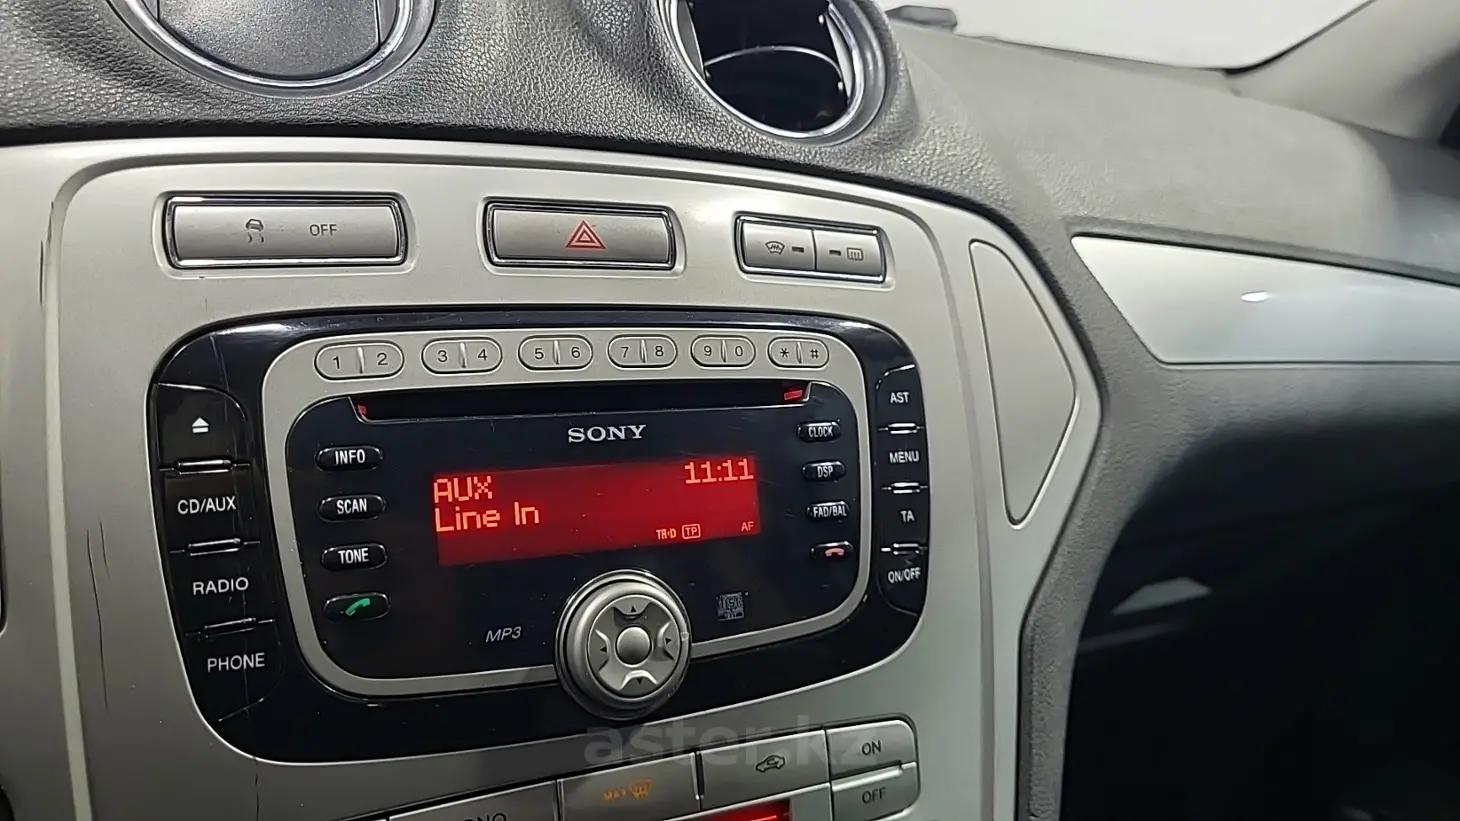 OFF
1 2 3 4 5 6 7 8 9 0 * #
SONY
AST
CLOCK
INFO
MENU
DSP
11:11
AUX
Line In
CD/AUX
SCAN
FAD/BAL
TA
TR•D TP AF
TONE
ON/OFF
RADIO
MP3
PHONE
aster.kz
ON
MAX
OFF